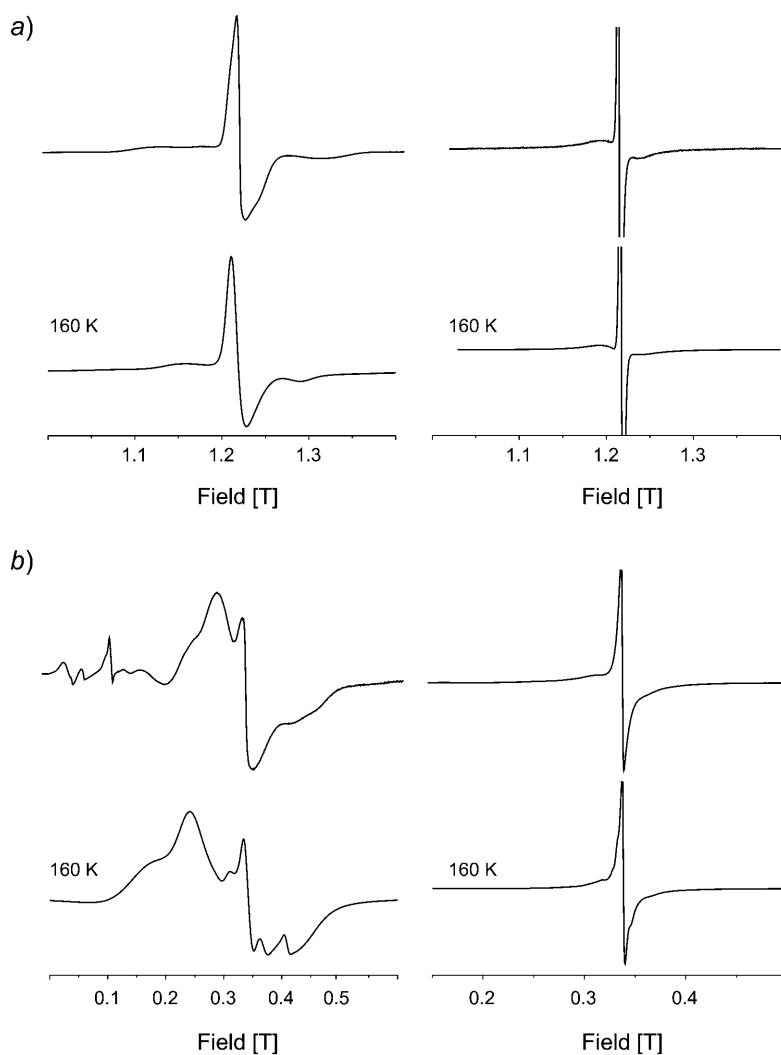 a)
160 K
160 K
1.1 1.2 1.3
1.1 1.2 1.3
Field [T]
Field [T]
b)
160 K
160 K
0.1 0.2 0.3 0.4 0.5
0.2 0.3 0.4
Field [T]
Field [T]